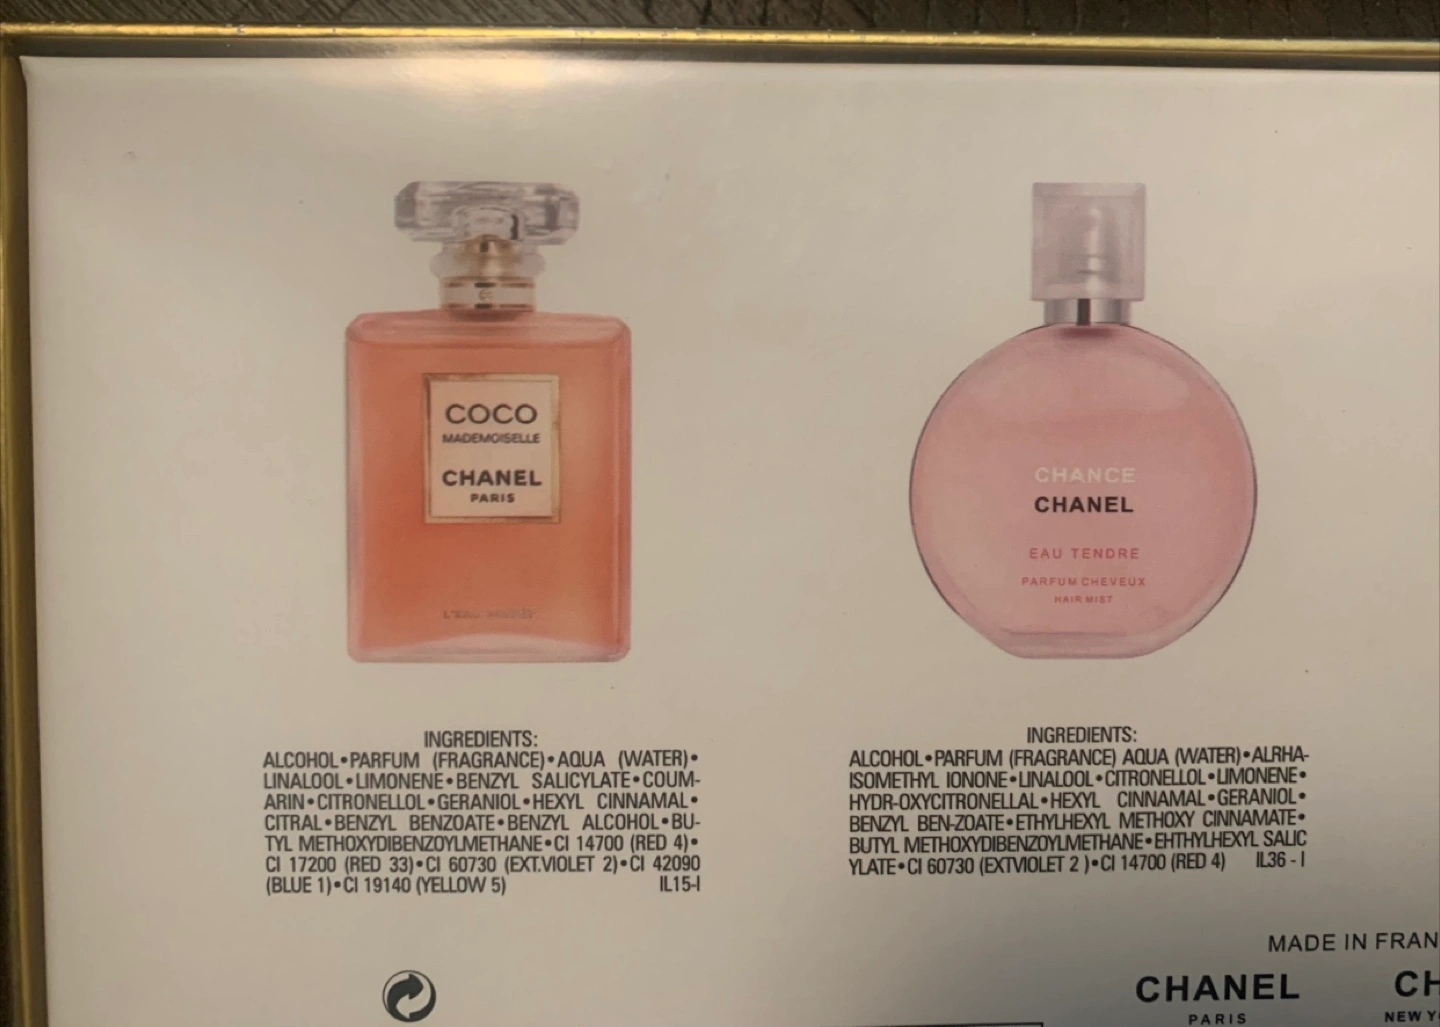 COCO
MADEMOISELLE
CHANEL
PARIS
L'EAU PRIVÉE
INGREDIENTS:
ALCOHOL•PARFUM (FRAGRANCE)•AQUA (WATER)•
LINALOOL•LIMONENE•BENZYL SALICYLATE•COUM-
ARIN•CITRONELLOL•GERANIOL•HEXYL CINNAMAL•
CITRAL•BENZYL BENZOATE•BENZYL ALCOHOL•BU-
TYL METHOXYDIBENZOYLMETHANE•CI 14700 (RED 4)•
CI 17200 (RED 33)•CI 60730 (EXT.VIOLET 2)•CI 42090
(BLUE 1)•CI 19140 (YELLOW 5) IL15-I
CHANCE
CHANEL
EAU TENDRE
PARFUM CHEVEUX
HAIR MIST
INGREDIENTS:
ALCOHOL•PARFUM (FRAGRANCE) AQUA (WATER)•ALRHA-
ISOMETHYL IONONE•LINALOOL•CITRONELLOL•LIMONENE•
HYDR-OXYCITRONELLAL•HEXYL CINNAMAL•GERANIOL•
BENZYL BEN-ZOATE•ETHYLHEXYL METHOXY CINNAMATE•
BUTYL METHOXYDIBENZOYLMETHANE•EHTHYLHEXYL SALIC
YLATE•CI 60730 (EXTVIOLET 2 )•CI 14700 (RED 4) IL36 - I
MADE IN FRAN
CHANEL
PARIS
CH
NEW Y